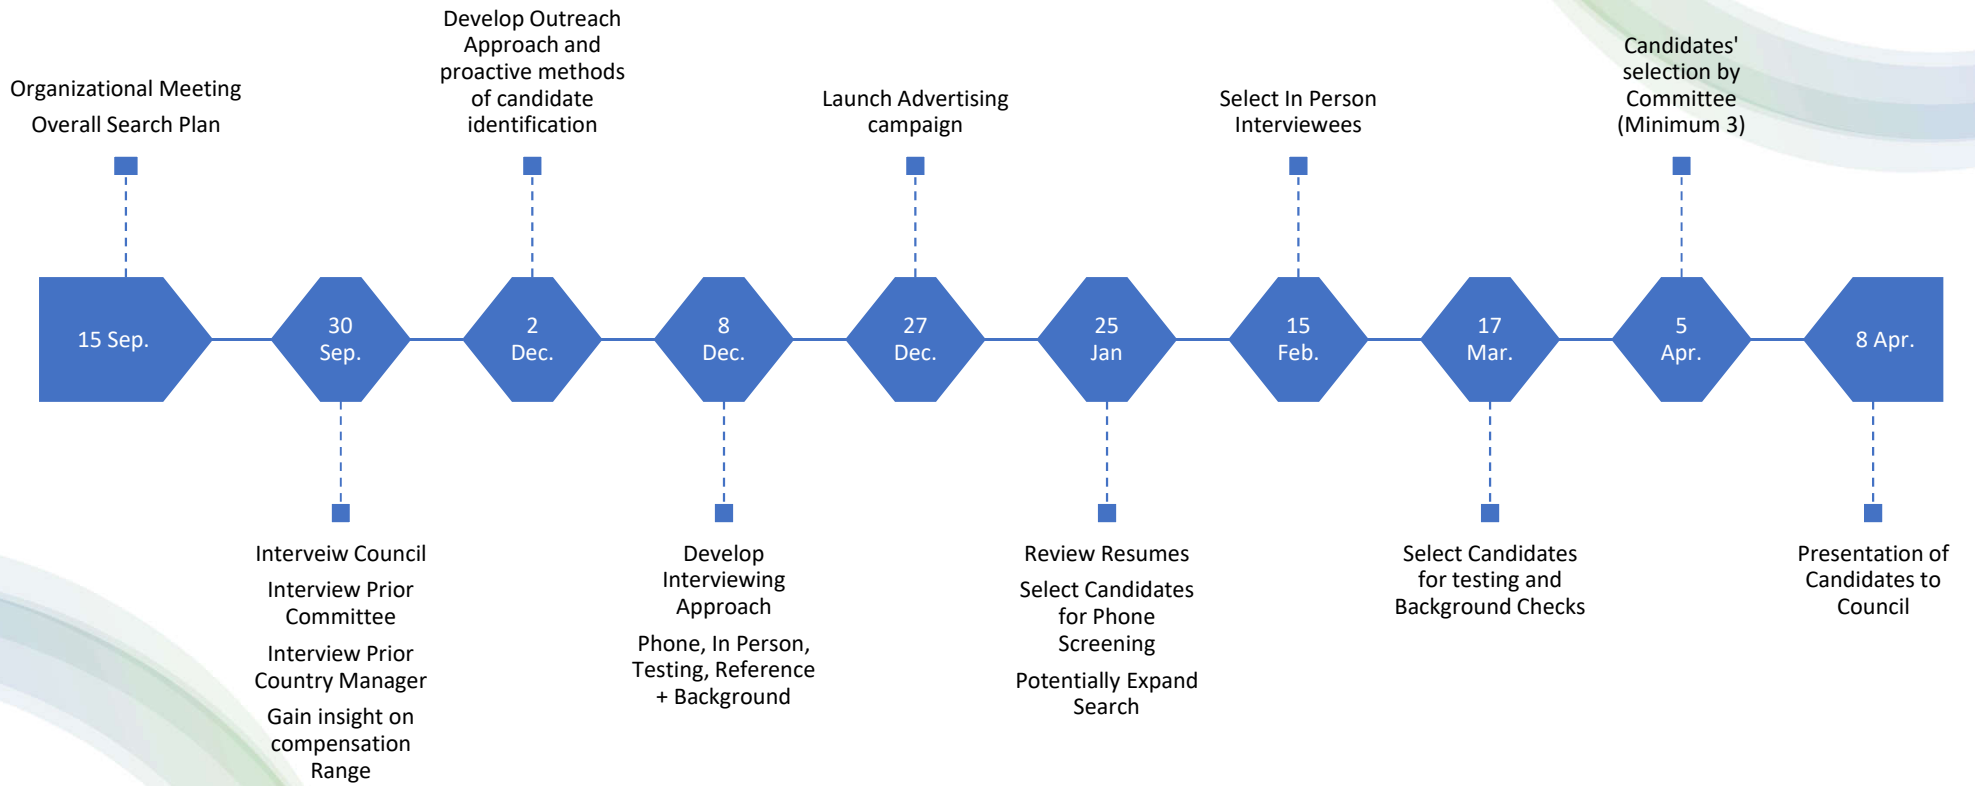 Organizational Meeting
Overall Search Plan
Develop Outreach
Approach and
proactive methods
of candidate
identification
Launch Advertising
campaign
Select In Person
Interviewees
Candidates'
selection by
Committee
(Minimum 3)
15 Sep.
30
Sep.
2
Dec.
8
Dec.
27
Dec.
25
Jan
15
Feb.
17
Mar.
5
Apr.
8 Apr.
Interveiw Council
Interview Prior
Committee
Interview Prior
Country Manager
Gain insight on
compensation
Range
Develop
Interviewing
Approach
Phone, In Person,
Testing, Reference
+ Background
Review Resumes
Select Candidates
for Phone
Screening
Potentially Expand
Search
Select Candidates
for testing and
Background Checks
Presentation of
Candidates to
Council